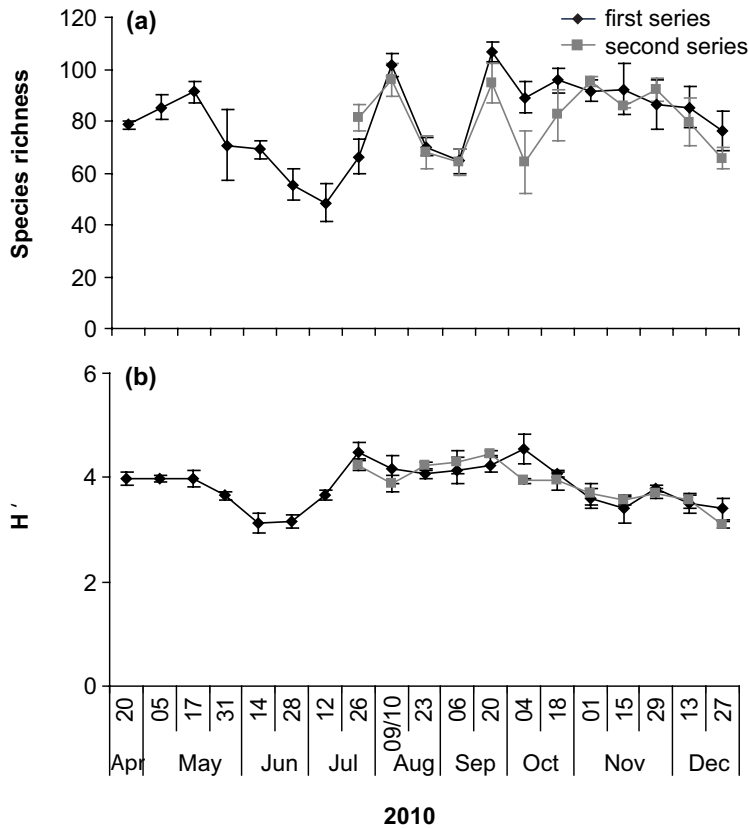 (a)
first series
second series
Species richness
120
100
80
60
40
20
0
(b)
H′
6
4
2
0
20 05 17 31 14 28 12 26 09/10 23 06 20 04 18 01 15 29 13 27
Apr May Jun Jul Aug Sep Oct Nov Dec
2010